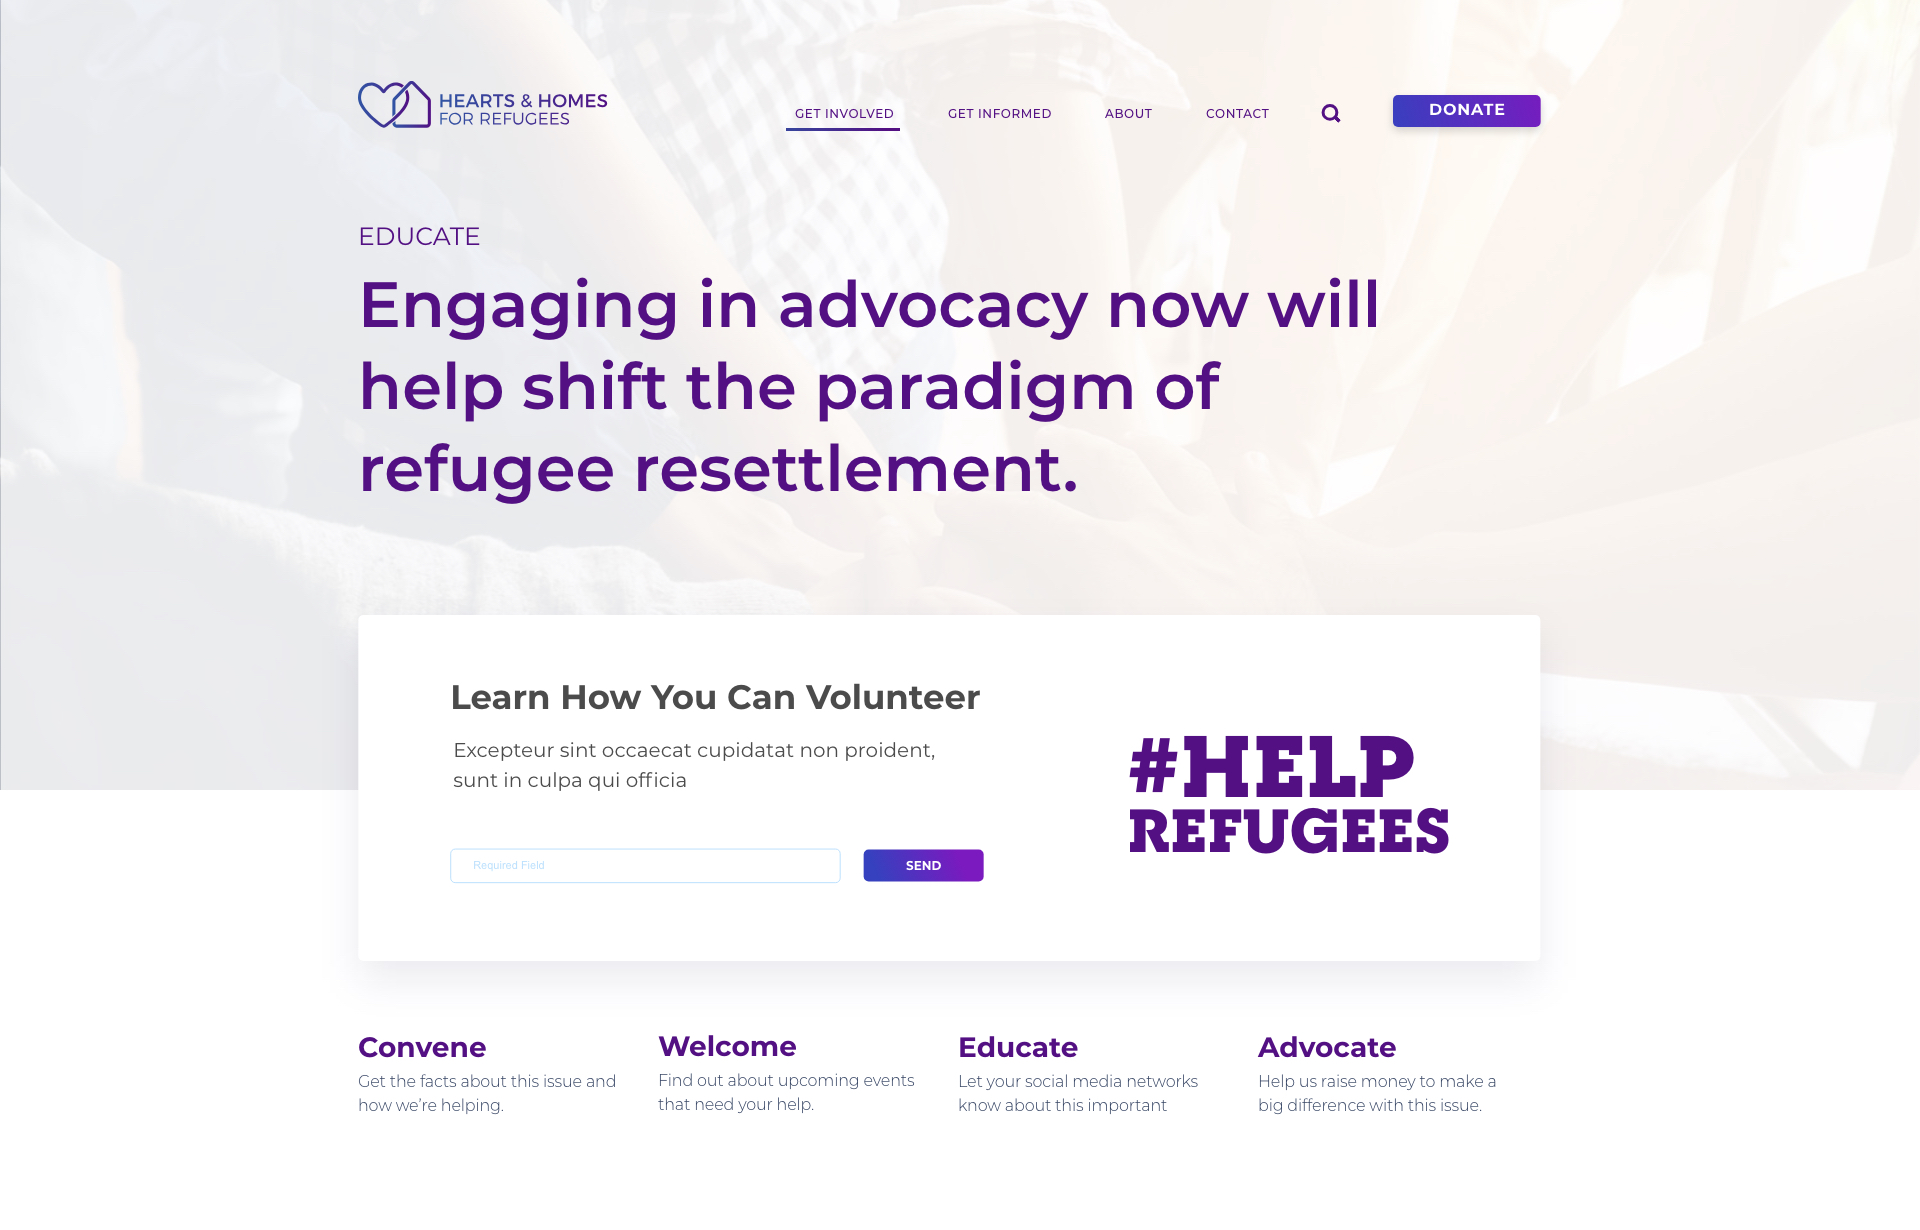 HEARTS & HOMES
FOR REFUGEES
GET INVOLVED
GET INFORMED
ABOUT
CONTACT
DONATE
EDUCATE
Engaging in advocacy now will
help shift the paradigm of
refugee resettlement.
Learn How You Can Volunteer
Excepteur sint occaecat cupidatat non proident,
sunt in culpa qui officia
Required Field
SEND
#HELP
REFUGEES
Convene
Get the facts about this issue and
how we’re helping.
Welcome
Find out about upcoming events
that need your help.
Educate
Let your social media networks
know about this important
Advocate
Help us raise money to make a
big difference with this issue.